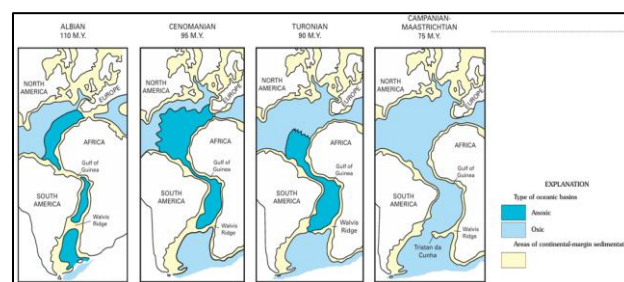 ALBIAN
110 M.Y.
CENOMANIAN
95 M.Y.
TURONIAN
90 M.Y.
CAMPANIAN-
MAASTRICHTIAN
75 M.Y.
NORTH
AMERICA
EUROPE
AFRICA
Gulf of
Guinea
SOUTH
AMERICA
Walvis
Ridge
NORTH
AMERICA
EUROPE
AFRICA
Gulf of
Guinea
SOUTH
AMERICA
Walvis
Ridge
NORTH
AMERICA
EUROPE
AFRICA
Gulf of
Guinea
SOUTH
AMERICA
Walvis
Ridge
NORTH
AMERICA
EUROPE
AFRICA
Gulf of
Guinea
SOUTH
AMERICA
Walvis
Ridge
Tristan da
Cunha
EXPLANATION
Type of oceanic basins
Anoxic
Oxic
Areas of continental-margin sedimentat